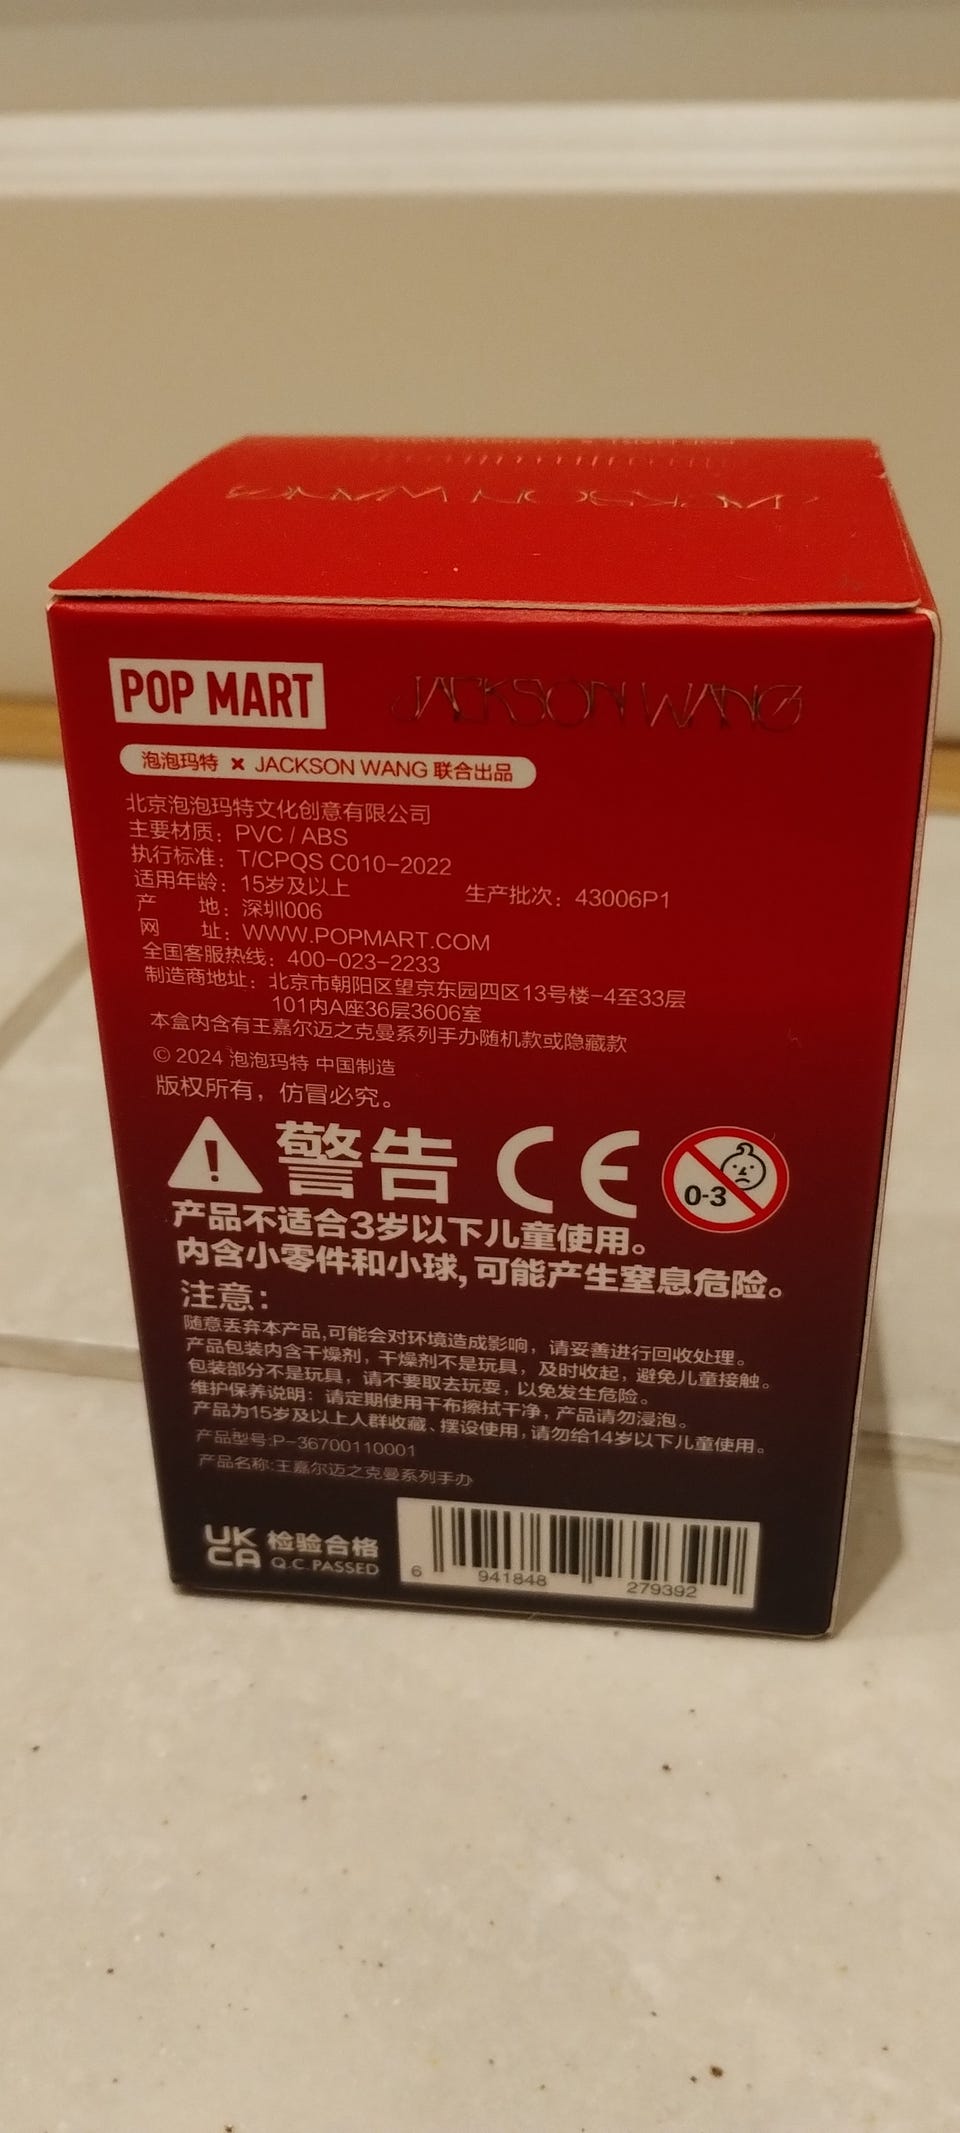 JACKSON WANG
POP MART
JACKSON WANG
泡泡玛特 × JACKSON WANG 联合出品
北京泡泡玛特文化创意有限公司
主要材质：PVC / ABS
执行标准：T/CPQS C010-2022
适用年龄：15岁及以上 生产批次：43006P1
产 地：深圳006
网 址：WWW.POPMART.COM
全国客服热线：400-023-2233
制造商地址：北京市朝阳区望京东园四区13号楼-4至33层
101内A座36层3606室
本盒内含有王嘉尔迈之克曼系列手办随机款或隐藏款
© 2024 泡泡玛特 中国制造
版权所有，仿冒必究。
警告 CE 0-3
产品不适合3岁以下儿童使用。
内含小零件和小球, 可能产生窒息危险。
注意：
随意丢弃本产品,可能会对环境造成影响，请妥善进行回收处理。
产品包装内含干燥剂，干燥剂不是玩具，及时收起，避免儿童接触。
包装部分不是玩具，请不要取去玩耍，以免发生危险。
维护保养说明：请定期使用干布擦拭干净，产品请勿浸泡。
产品为15岁及以上人群收藏、摆设使用，请勿给14岁以下儿童使用。
产品型号:P-36700110001
产品名称:王嘉尔迈之克曼系列手办
UK CA 检验合格
Q.C.PASSED
6 941848 279392